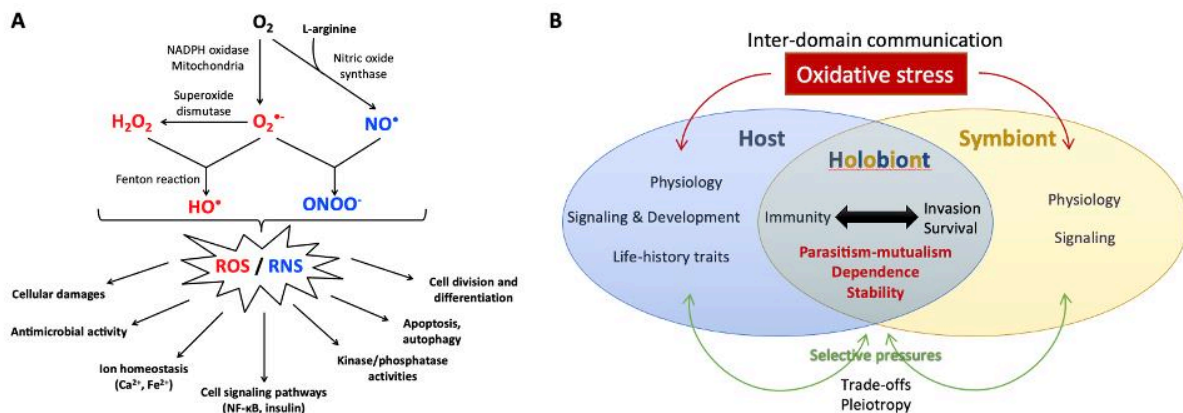 A
O₂
L-arginine
NADPH oxidase
Mitochondria
Nitric oxide
synthase
Superoxide
dismutase
H₂O₂
O₂•-
NO•
Fenton reaction
HO•
ONOO-
ROS / RNS
Cellular damages
Antimicrobial activity
Ion homeostasis
(Ca²⁺, Fe²⁺)
Cell signaling pathways
(NF-κB, insulin)
Kinase/phosphatase
activities
Apoptosis,
autophagy
Cell division and
differentiation
B
Inter-domain communication
Oxidative stress
Host
Symbiont
Holobiont
Physiology
Signaling & Development
Life-history traits
Immunity
Invasion
Survival
Parasitism-mutualism
Dependence
Stability
Physiology
Signaling
Selective pressures
Trade-offs
Pleiotropy